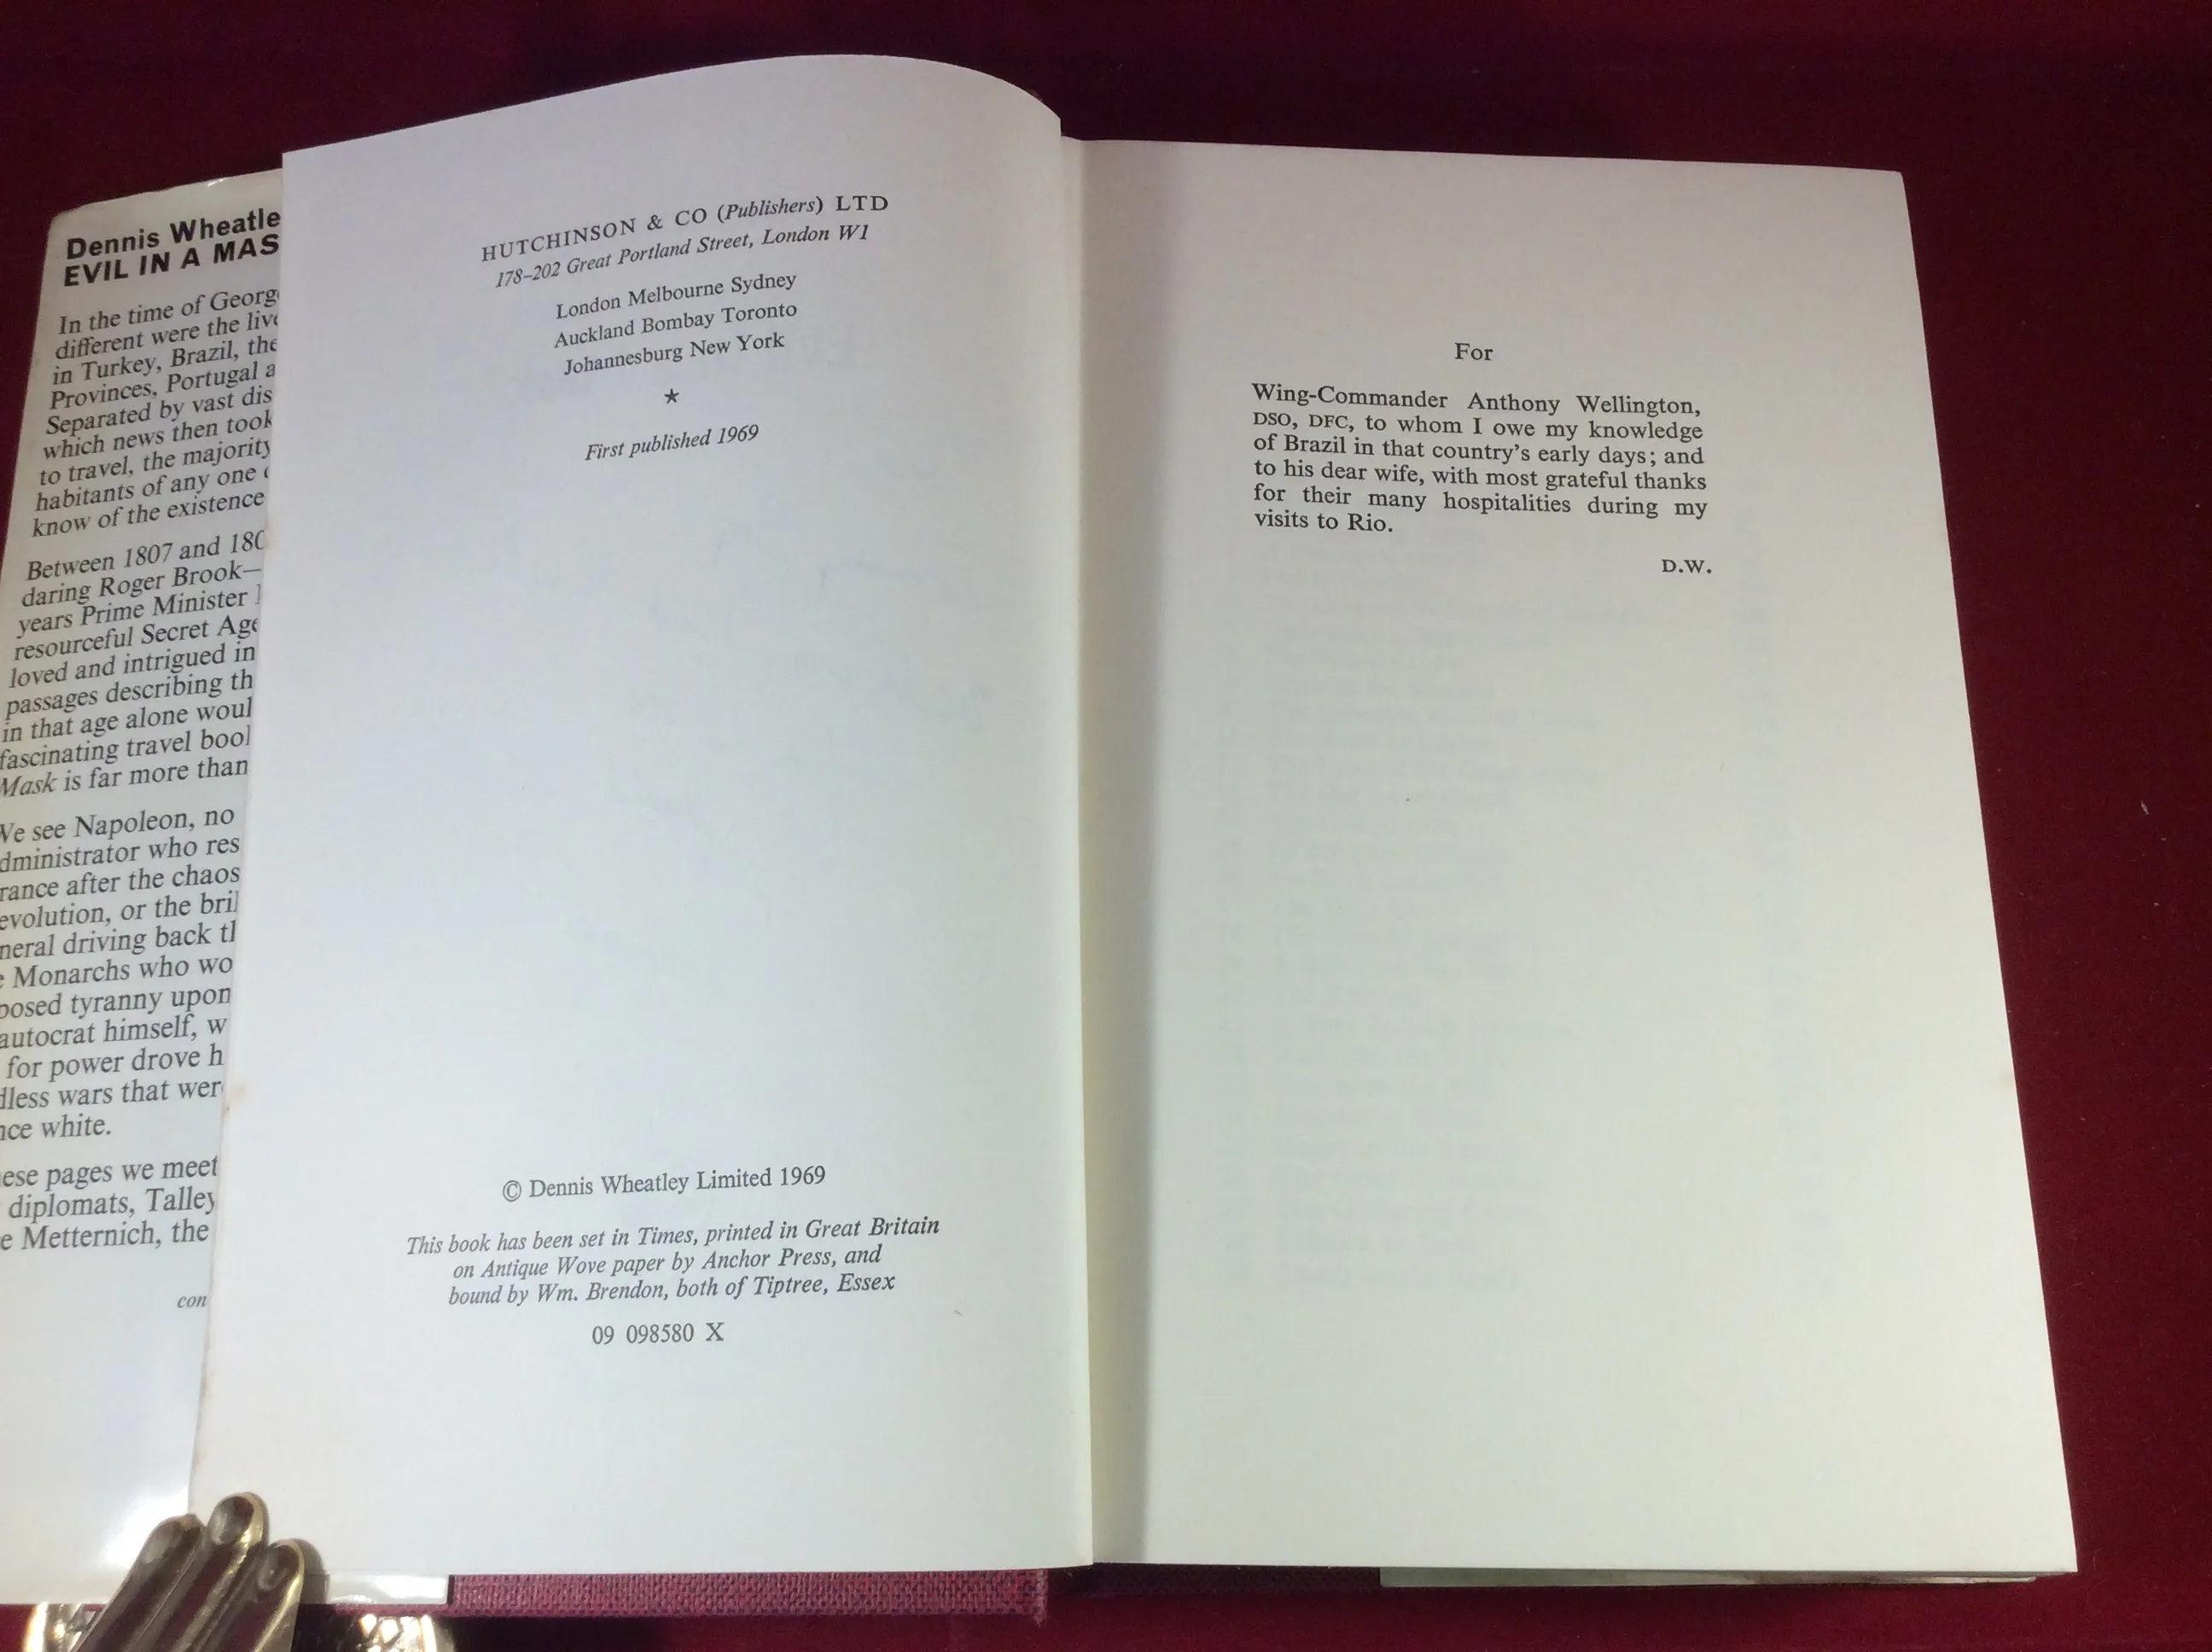 Dennis Wheatle
EVIL IN A MAS
In the time of Georg
different were the live
in Turkey, Brazil, the
Provinces, Portugal a
Separated by vast dis
which news then took
to travel, the majority
habitants of any one
know of the existence
Between 1807 and 180
daring Roger Brook—
years Prime Minister
resourceful Secret Age
loved and intrigued in
passages describing th
in that age alone woul
fascinating travel boo
Mask is far more than
We see Napoleon, no
dministrator who res
rance after the chaos
evolution, or the bril
neral driving back t
e Monarchs who wo
posed tyranny upon
autocrat himself, w
for power drove h
dless wars that wer
nce white.
ese pages we meet
diplomats, Talley
e Metternich, the
con
HUTCHINSON & CO (Publishers) LTD
178–202 Great Portland Street, London W1
London Melbourne Sydney
Auckland Bombay Toronto
Johannesburg New York
*
First published 1969
© Dennis Wheatley Limited 1969
This book has been set in Times, printed in Great Britain
on Antique Wove paper by Anchor Press, and
bound by Wm. Brendon, both of Tiptree, Essex
09 098580 X
For
Wing-Commander Anthony Wellington,
DSO, DFC, to whom I owe my knowledge
of Brazil in that country's early days; and
to his dear wife, with most grateful thanks
for their many hospitalities during my
visits to Rio.
D.W.